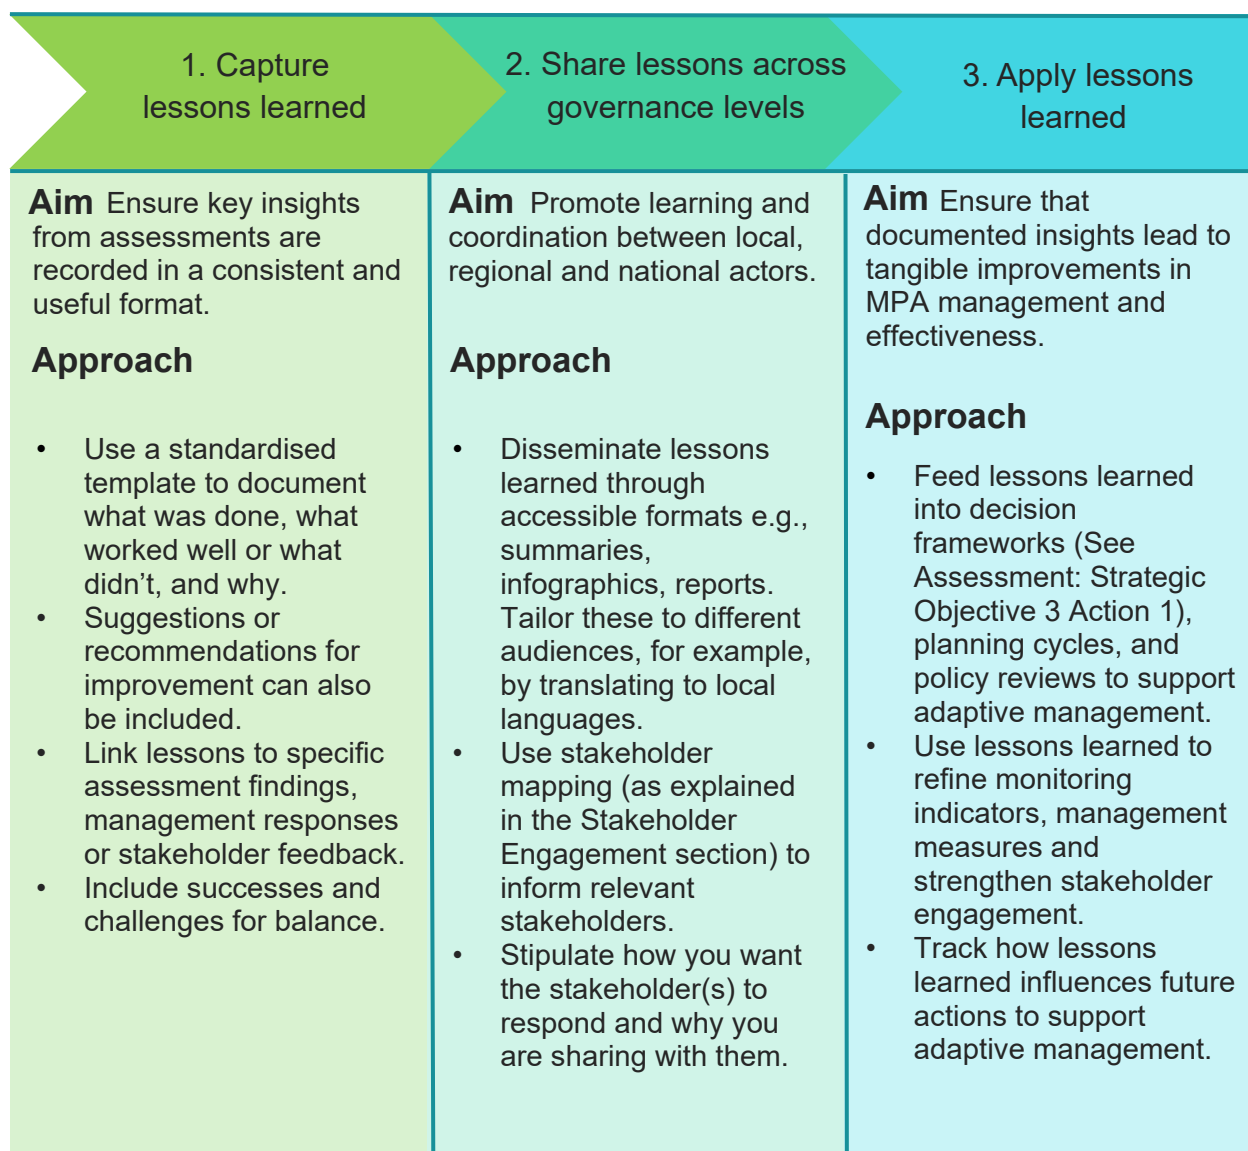 1. Capture
lessons learned
2. Share lessons across
governance levels
3. Apply lessons
learned
Aim Ensure key insights
from assessments are
recorded in a consistent and
useful format.
Approach
• Use a standardised
template to document
what was done, what
worked well or what
didn’t, and why.
• Suggestions or
recommendations for
improvement can also
be included.
• Link lessons to specific
assessment findings,
management responses
or stakeholder feedback.
• Include successes and
challenges for balance.
Aim Promote learning and
coordination between local,
regional and national actors.
Approach
• Disseminate lessons
learned through
accessible formats e.g.,
summaries,
infographics, reports.
Tailor these to different
audiences, for example,
by translating to local
languages.
• Use stakeholder
mapping (as explained
in the Stakeholder
Engagement section) to
inform relevant
stakeholders.
• Stipulate how you want
the stakeholder(s) to
respond and why you
are sharing with them.
Aim Ensure that
documented insights lead to
tangible improvements in
MPA management and
effectiveness.
Approach
• Feed lessons learned
into decision
frameworks (See
Assessment: Strategic
Objective 3 Action 1),
planning cycles, and
policy reviews to support
adaptive management.
• Use lessons learned to
refine monitoring
indicators, management
measures and
strengthen stakeholder
engagement.
• Track how lessons
learned influences future
actions to support
adaptive management.